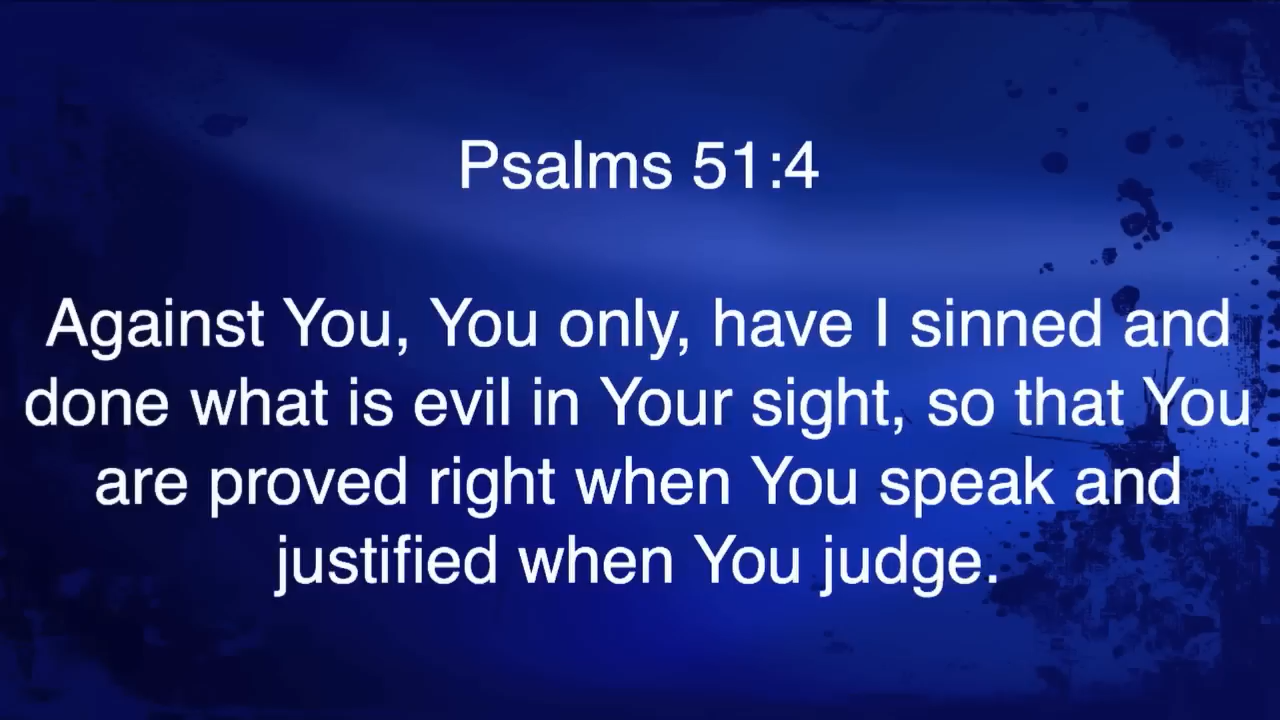 Psalms 51:4
Against You, You only, have I sinned and
done what is evil in Your sight, so that You
are proved right when You speak and
justified when You judge.